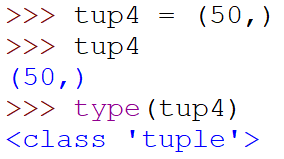 >>> tup4 = (50,)
>>> tup4
(50,)
>>> type(tup4)
<class 'tuple'>